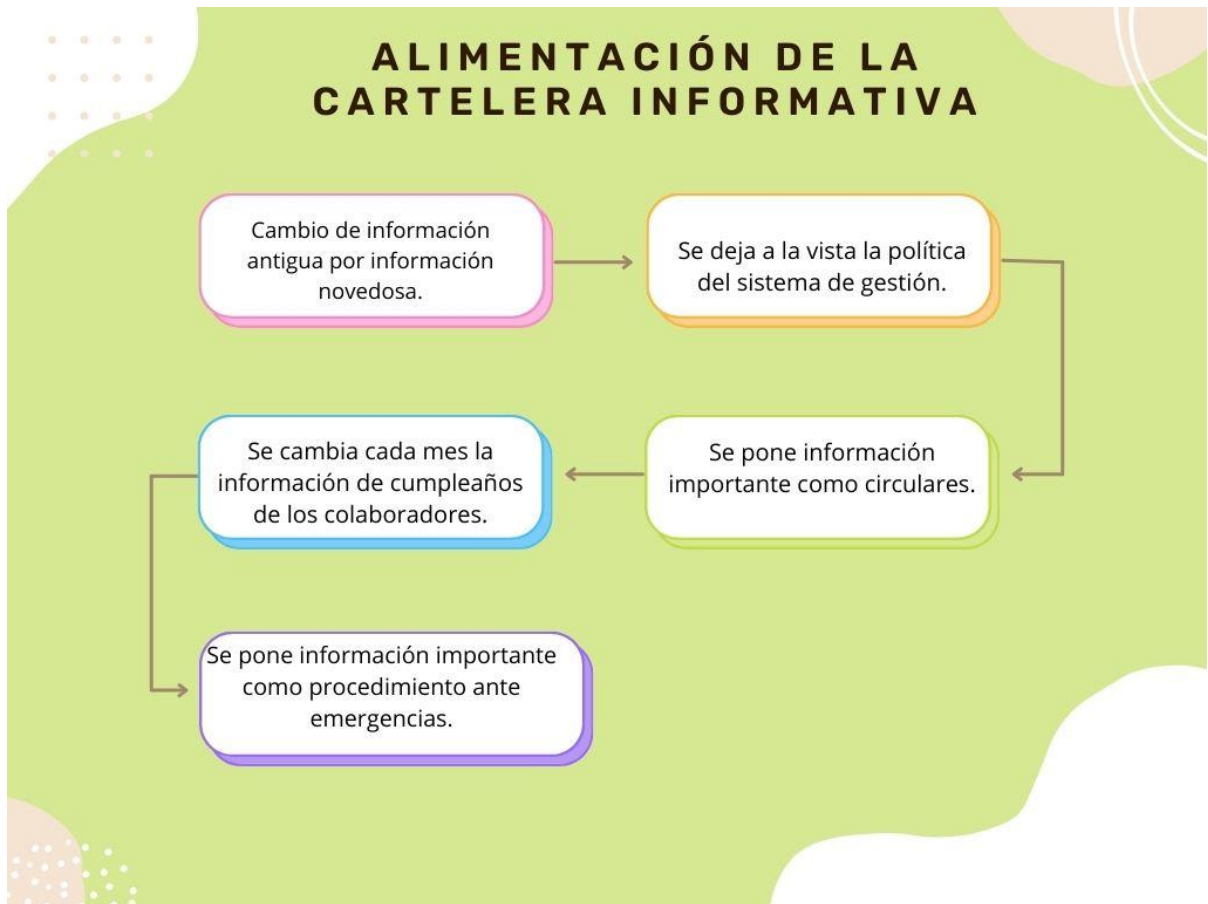 ALIMENTACIÓN DE LA
CARTELERA INFORMATIVA
Cambio de información
antigua por información
novedosa.
Se deja a la vista la política
del sistema de gestión.
Se pone información
importante como circulares.
Se cambia cada mes la
información de cumpleaños
de los colaboradores.
Se pone información importante
como procedimiento ante
emergencias.